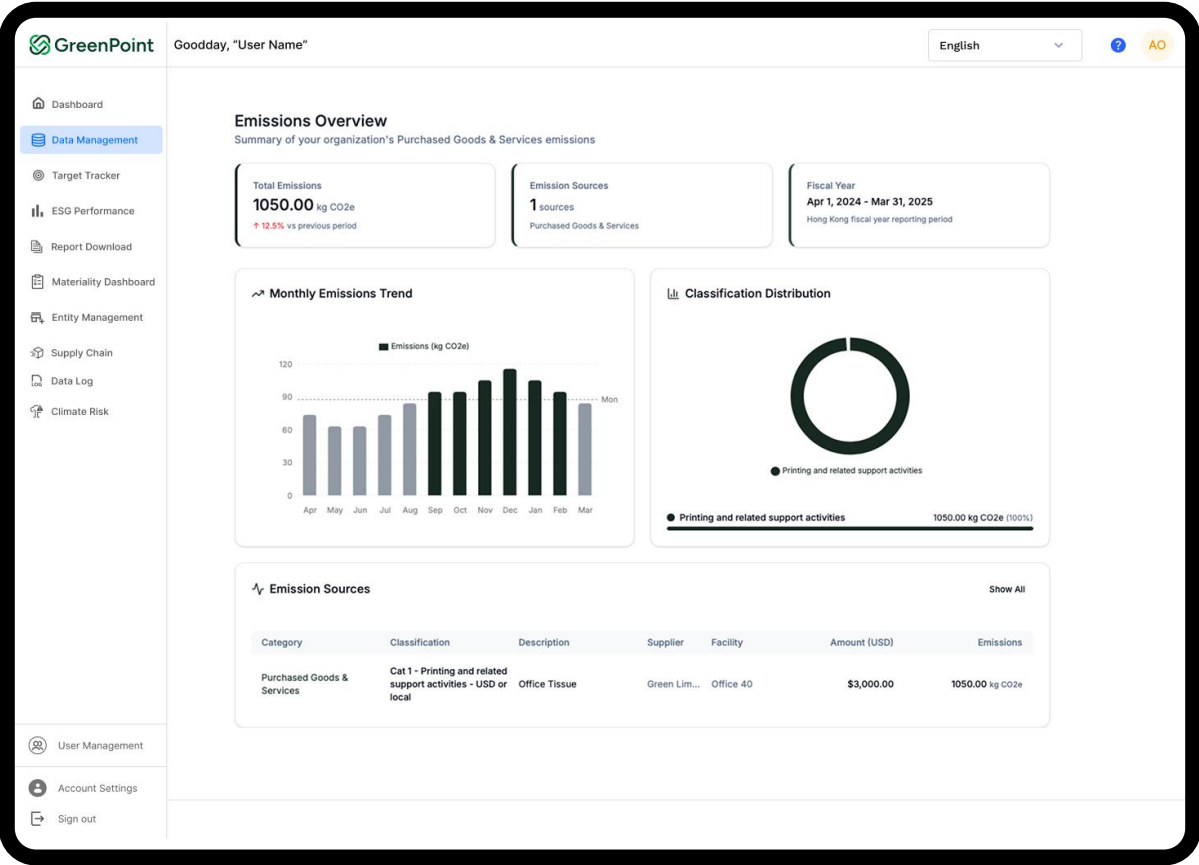 GreenPoint
Goodday, “User Name”
English
?
AO
Dashboard
Data Management
Target Tracker
ESG Performance
Report Download
Materiality Dashboard
Entity Management
Supply Chain
Data Log
Climate Risk
User Management
Account Settings
Sign out
Emissions Overview
Summary of your organization's Purchased Goods & Services emissions
Total Emissions
1050.00 kg CO2e
↑ 12.5% vs previous period
Emission Sources
1 sources
Purchased Goods & Services
Fiscal Year
Apr 1, 2024 - Mar 31, 2025
Hong Kong fiscal year reporting period
Monthly Emissions Trend
Emissions (kg CO2e)
120
90
Mon
60
30
0
Apr May Jun Jul Aug Sep Oct Nov Dec Jan Feb Mar
Classification Distribution
Printing and related support activities
Printing and related support activities 1050.00 kg CO2e (100%)
Emission Sources
Show All
Category Classification Description Supplier Facility Amount (USD) Emissions
Purchased Goods &
Services
Cat 1 - Printing and related
support activities - USD or
local
Office Tissue
Green Lim...
Office 40
$3,000.00
1050.00 kg CO2e